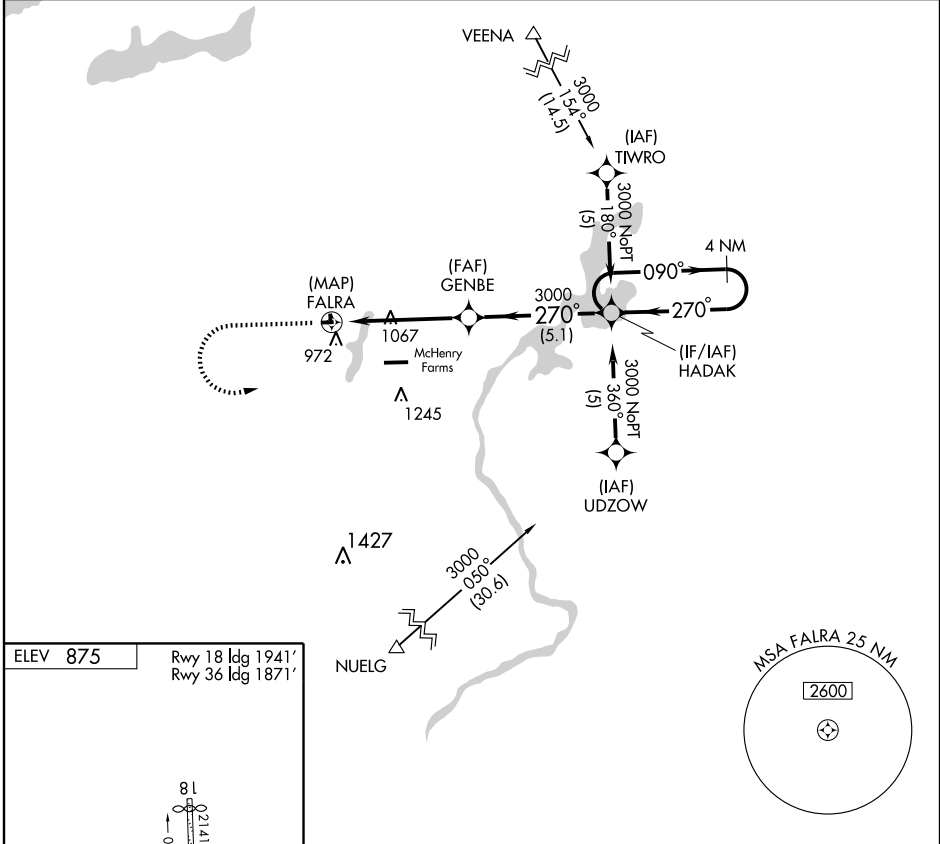 VEENA
3000
154°
(14.5)
(IAF)
TIWRO
3000 NoPT
180°
(5)
4 NM
090°
(FAF)
GENBE
(MAP)
FALRA
3000
270°
(5.1)
270°
1067
972
McHenry
Farms
(IF/IAF)
HADAK
1245
3000 NoPT
360°
(5)
(IAF)
UDZOW
1427
3000
050°
(30.6)
NUELG
ELEV 875
Rwy 18 ldg 1941'
Rwy 36 ldg 1871'
MSA FALRA 25 NM
2600
18
2141
0